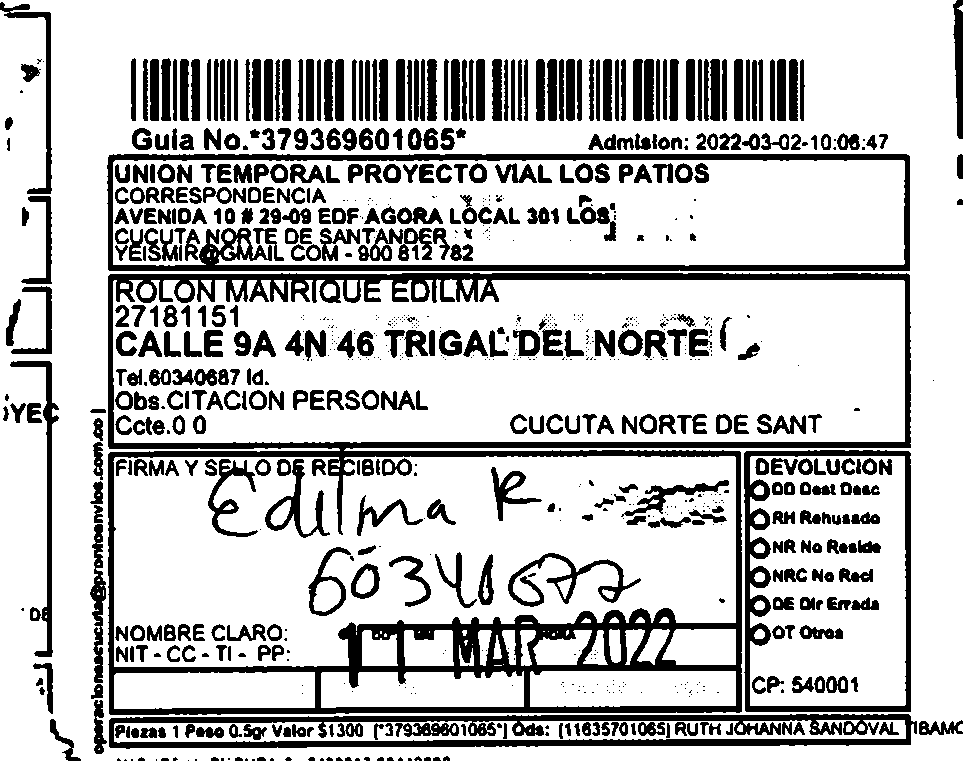 Guia No.*379369601065*
Admision: 2022-03-02-10:06:47
UNION TEMPORAL PROYECTO VIAL LOS PATIOS
CORRESPONDENCIA
AVENIDA 10 # 29-09 EDF AGORA LOCAL 301 LOS
CUCUTA NORTE DE SANTANDER
YEISMIR@GMAIL COM - 900 812 782
ROLON MANRIQUE EDILMA
27181151
CALLE 9A 4N 46 TRIGAL DEL NORTE (
Tel.60340687 Id.
Obs.CITACION PERSONAL
Ccte.0 0
CUCUTA NORTE DE SANT
YEC
operacionescucuta@prontoenvios.com.co |
FIRMA Y SELLO DE RECIBIDO:
Edilma R.
60340677
NOMBRE CLARO:
NIT - CC - TI - PP:
11 MAR 2022
HORA
DEVOLUCION
DD Dest Desc
RH Rehusado
NR No Reside
NRC No Recl
DE Dir Errada
OT Otros
CP: 540001
Piezas 1 Peso 0.5gr Valor $1300 [*379369601065*] Ods: [11635701065] RUTH JOHANNA SANDOVAL TIBAMO